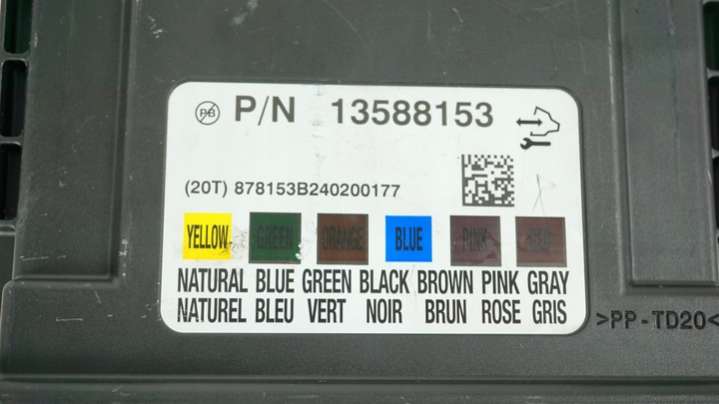 PB P/N 13588153
(20T) 878153B240200177
YELLOW GREEN ORANGE BLUE PINK RED
NATURAL BLUE GREEN BLACK BROWN PINK GRAY
NATUREL BLEU VERT NOIR BRUN ROSE GRIS
>PP-TD20<